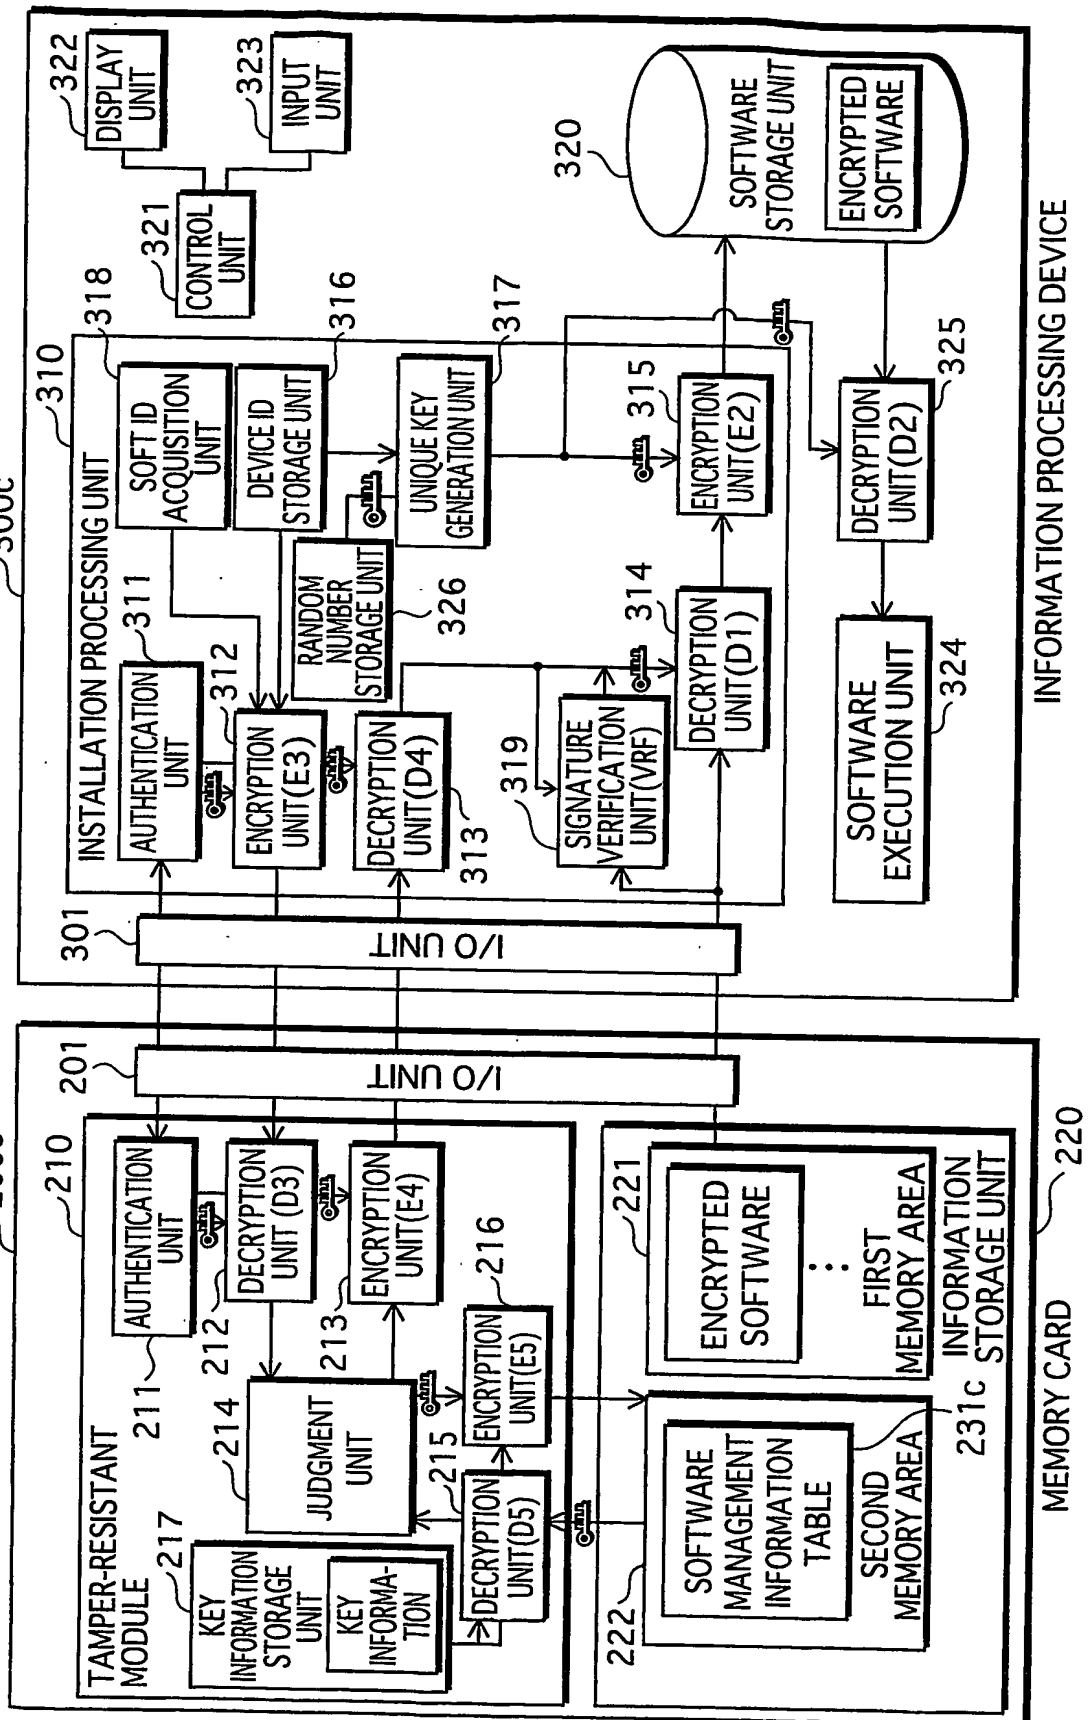 200c
210
TAMPER-RESISTANT
MODULE
217
KEY
INFORMATION
STORAGE
UNIT
KEY
INFORMA-
TION
211
AUTHENTICATION
UNIT
212
DECRYPTION
UNIT (D3)
213
ENCRYPTION
UNIT(E4)
214
JUDGMENT
UNIT
215
DECRYPTION
UNIT(D5)
216
ENCRYPTION
UNIT(E5)
201
I/O UNIT
222
SOFTWARE
MANAGEMENT
INFORMATION
TABLE
SECOND
MEMORY AREA
231c
221
ENCRYPTED
SOFTWARE
FIRST
MEMORY AREA
INFORMATION
STORAGE UNIT
220
MEMORY CARD
300c
301
I/O UNIT
310
INSTALLATION PROCESSING UNIT
311
AUTHENTICATION
UNIT
312
ENCRYPTION
UNIT(E3)
DECRYPTION
UNIT(D4)
313
318
SOFT ID
ACQUISITION
UNIT
DEVICE ID
STORAGE UNIT
316
RANDOM
NUMBER
STORAGE UNIT
326
UNIQUE KEY
GENERATION UNIT
317
319
SIGNATURE
VERIFICATION
UNIT(VRF)
314
DECRYPTION
UNIT(D1)
315
ENCRYPTION
UNIT(E2)
321
CONTROL
UNIT
322
DISPLAY
UNIT
323
INPUT
UNIT
320
SOFTWARE
STORAGE UNIT
ENCRYPTED
SOFTWARE
DECRYPTION
UNIT(D2)
325
SOFTWARE
EXECUTION UNIT
324
INFORMATION PROCESSING DEVICE